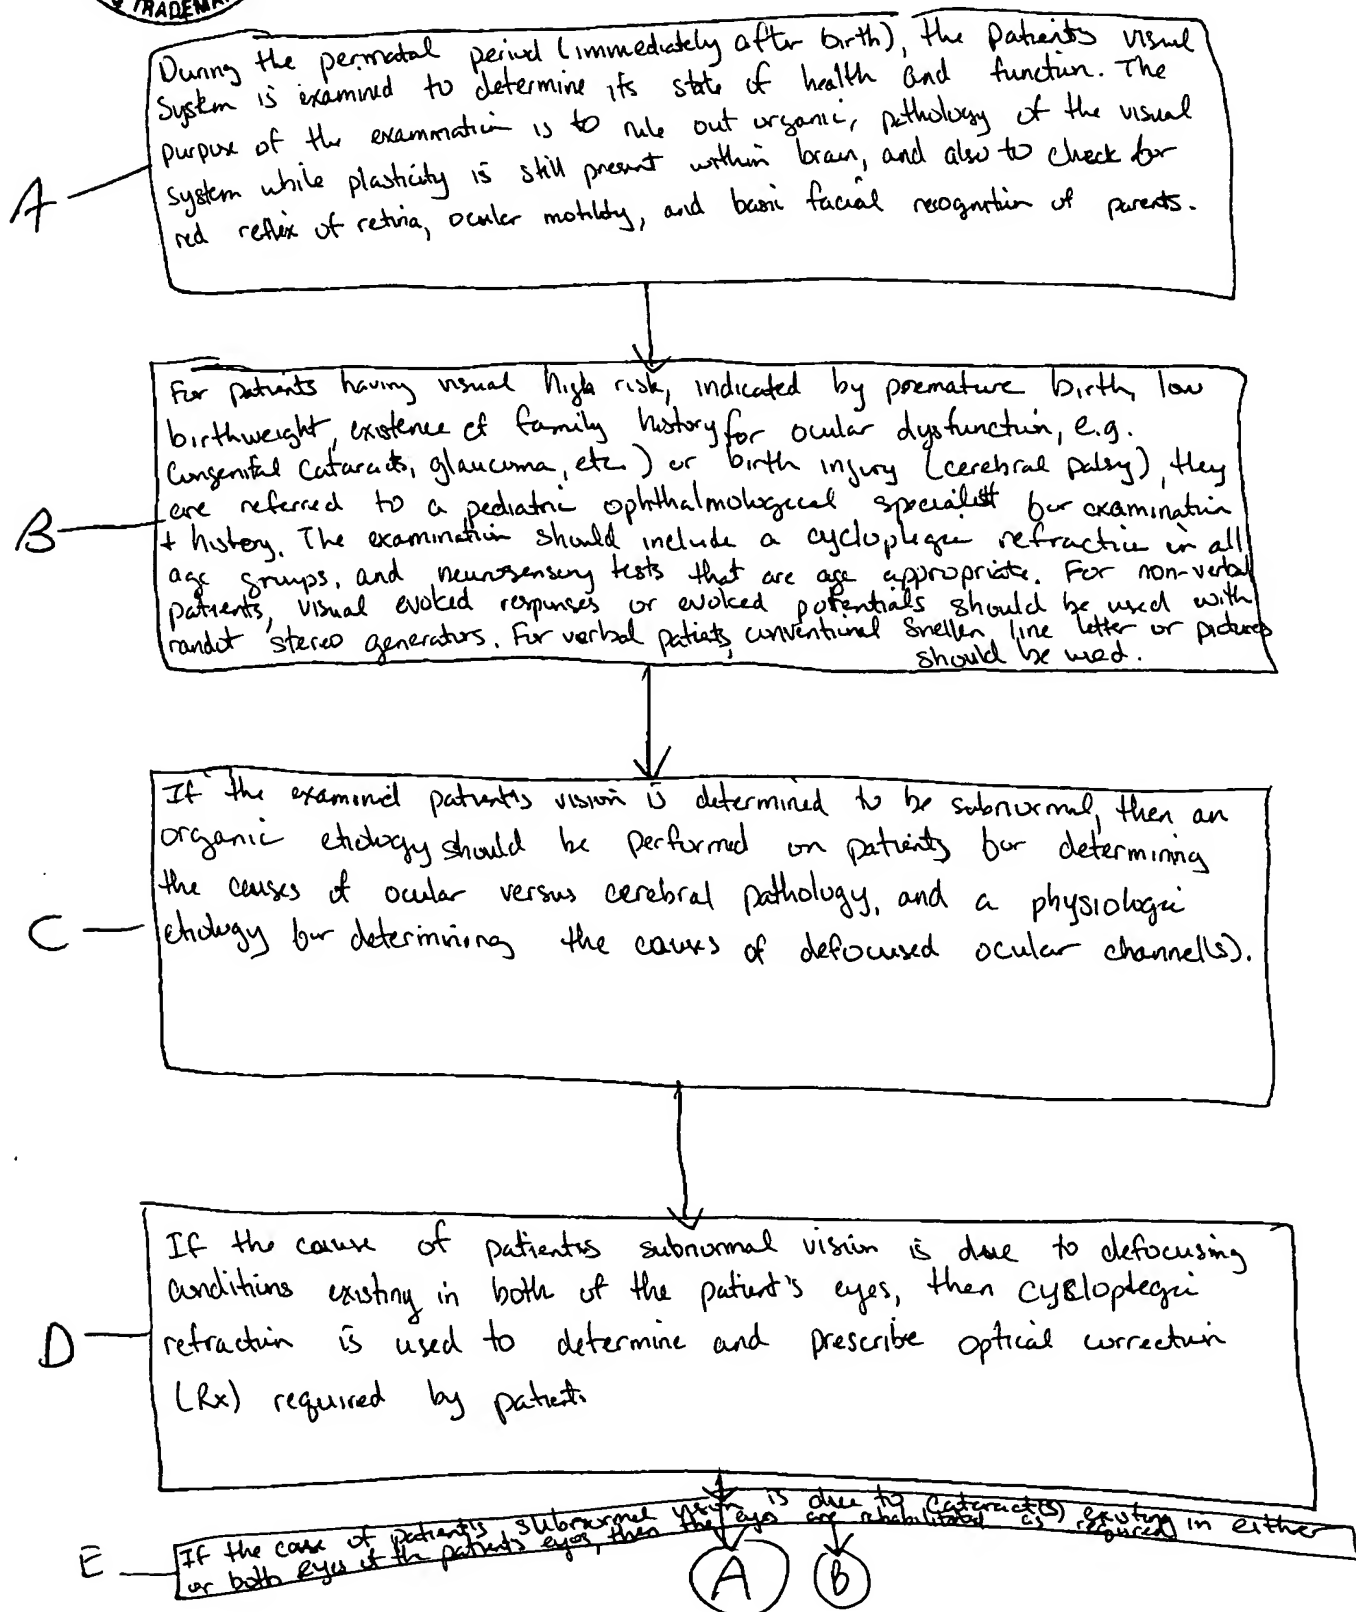 TRADEMA
During the perinatal period (immediately after birth), the patients visual
System is examined to determine its state of health and function. The
purpose of the examination is to rule out organic, pathology of the visual
system while plasticity is still present within brain, and also to check for
red reflex of retina, ocular motility, and basic facial recognition of parents.
A
For patients having visual high risk, indicated by premature birth, low
birthweight, existence of family history for ocular dysfunction, e.g.
Congenital Cataracts, glaucoma, etc.) or birth injury (cerebral palsy), they
are referred to a pediatric ophthalmological specialist for examination
+ history. The examination should include a cycloplegic refraction in all
age groups, and neurosensory tests that are age appropriate. For non-verbal
patients, visual evoked responses or evoked potentials should be used with
randot stereo generators. For verbal patients, conventional Snellen line letter or pictures
should be used.
B
If the examined patient's vision is determined to be subnormal, then an
organic etiology should be performed on patients for determining
the causes of ocular versus cerebral pathology, and a physiologic
etiology for determining the causes of defocused ocular channel(s).
C
If the cause of patient's subnormal vision is due to defocusing
conditions existing in both of the patient's eyes, then cycloplegic
refraction is used to determine and prescribe optical correction
(Rx) required by patients
D
If the case of patient's subnormal vision is due to cataract(s) existing in either
or both eyes of the patient's eyes, then the eyes are rehabilitated as required
E
A B